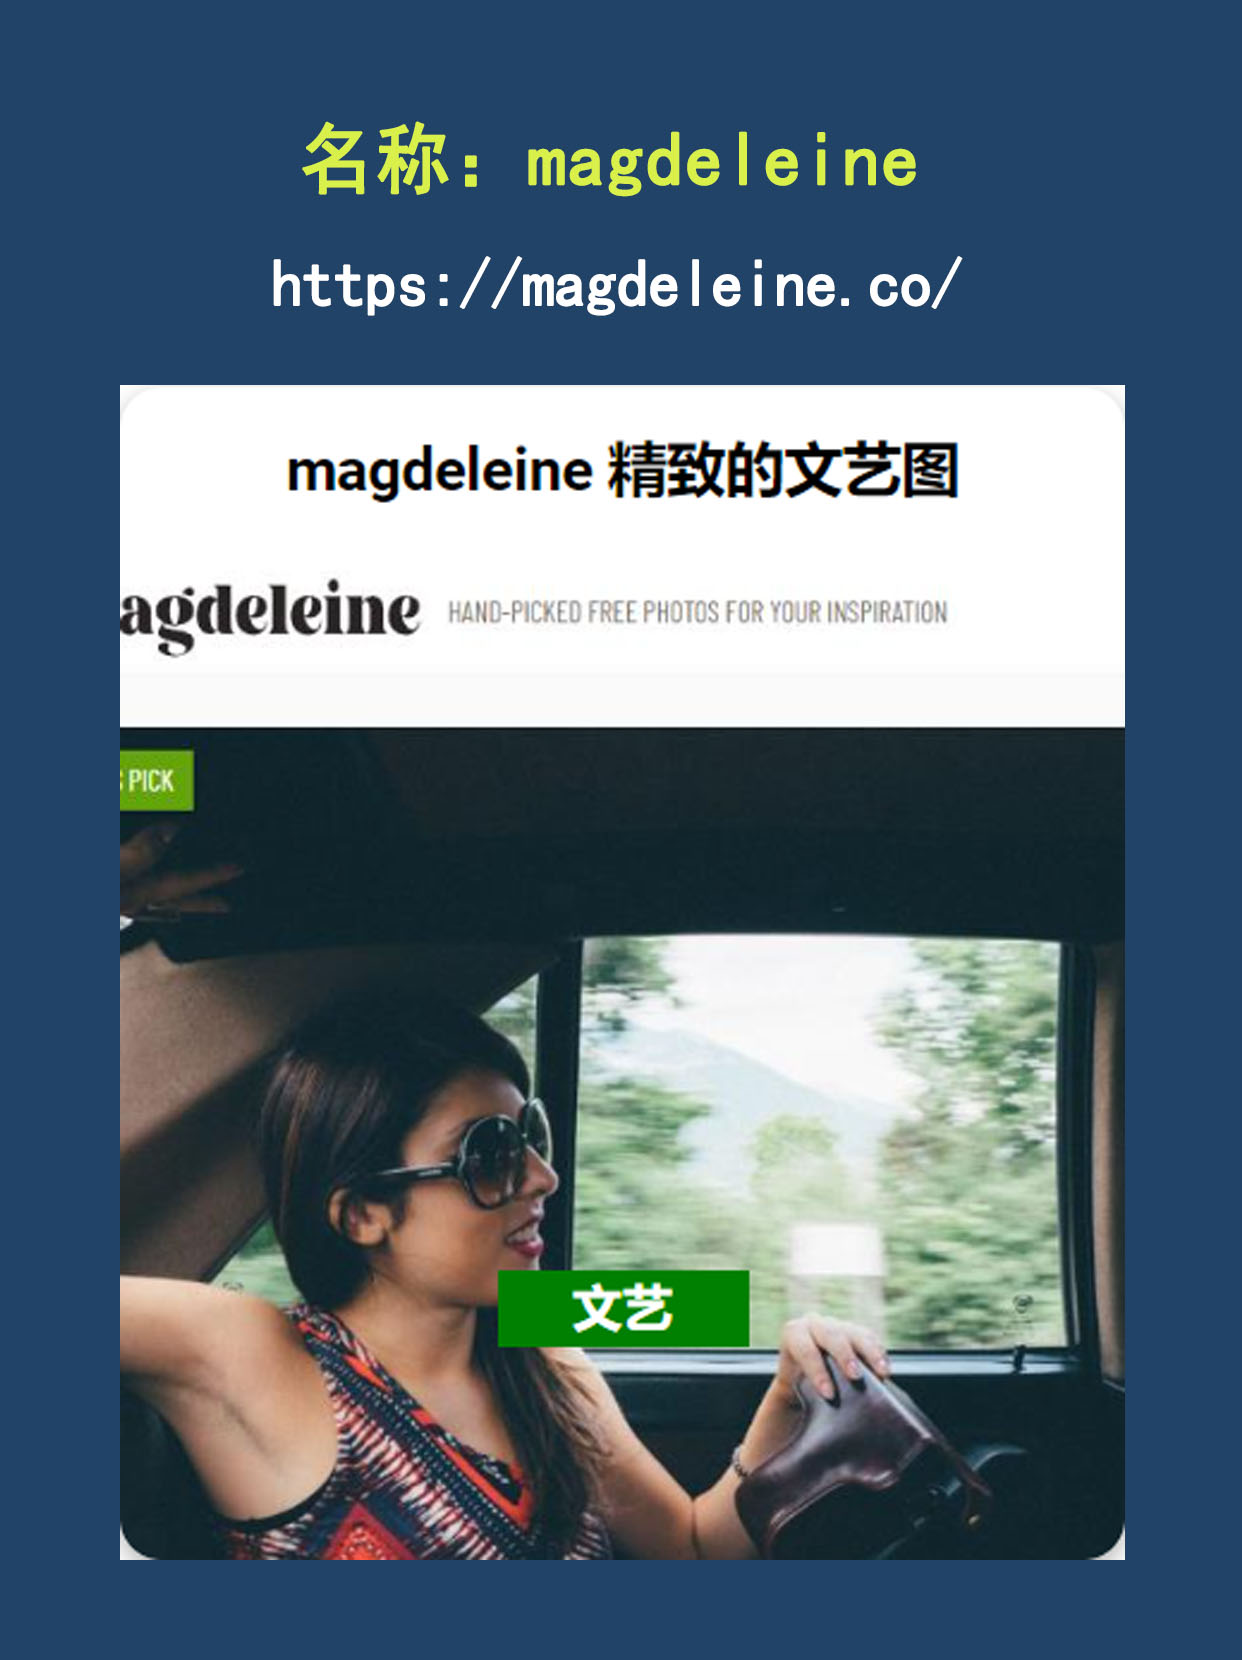 名称：magdeleine
https://magdeleine.co/
magdeleine 精致的文艺图
agdeleine HAND-PICKED FREE PHOTOS FOR YOUR INSPIRATION
PICK
文艺